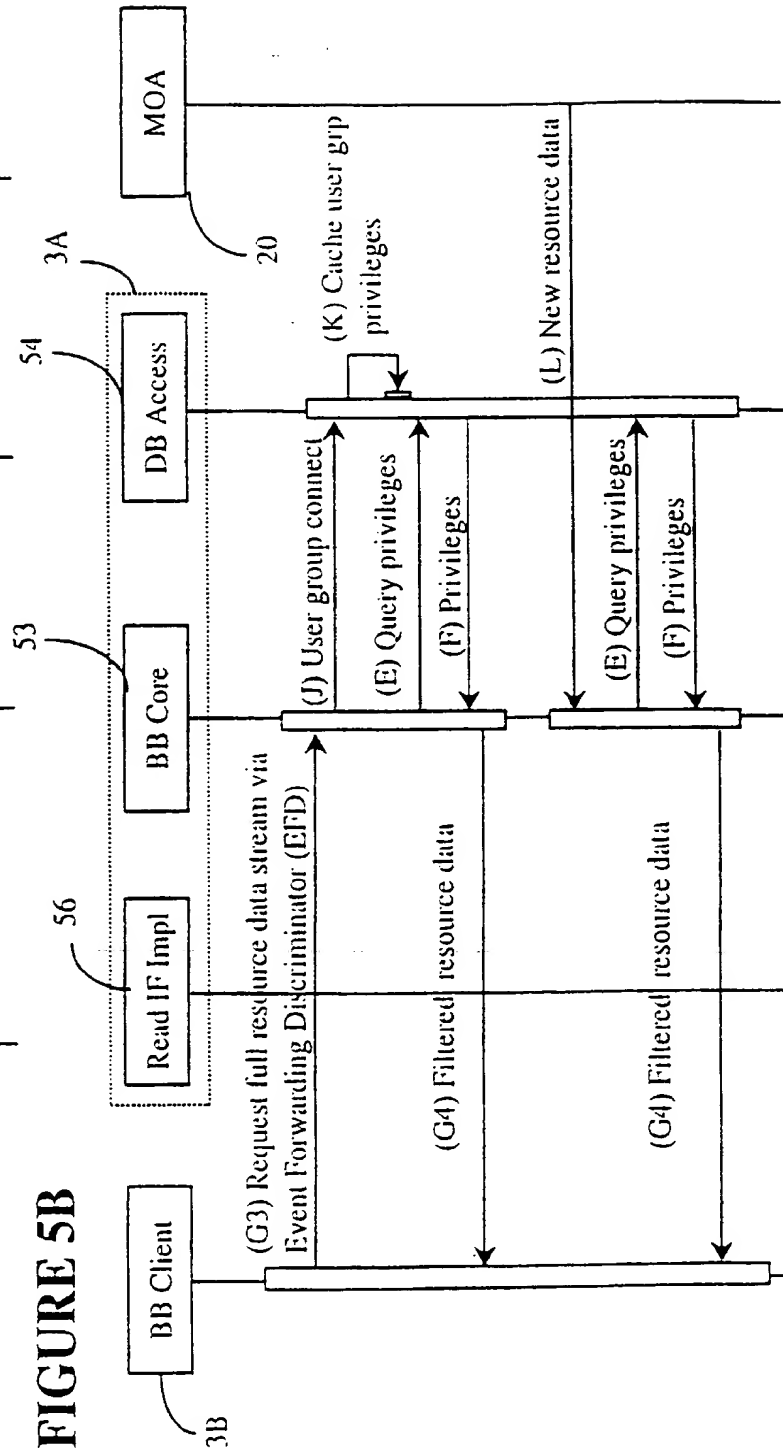 FIGURE 5B
3B
BB Client
56
Read IF Impl
53
BB Core
54
DB Access
3A
MOA
20
(G3) Request full resource data stream via
Event Forwarding Discriminator (EFD)
(J) User group connect
(K) Cache user grp
privileges
(E) Query privileges
(F) Privileges
(G4) Filtered resource data
(L) New resource data
(E) Query privileges
(F) Privileges
(G4) Filtered resource data